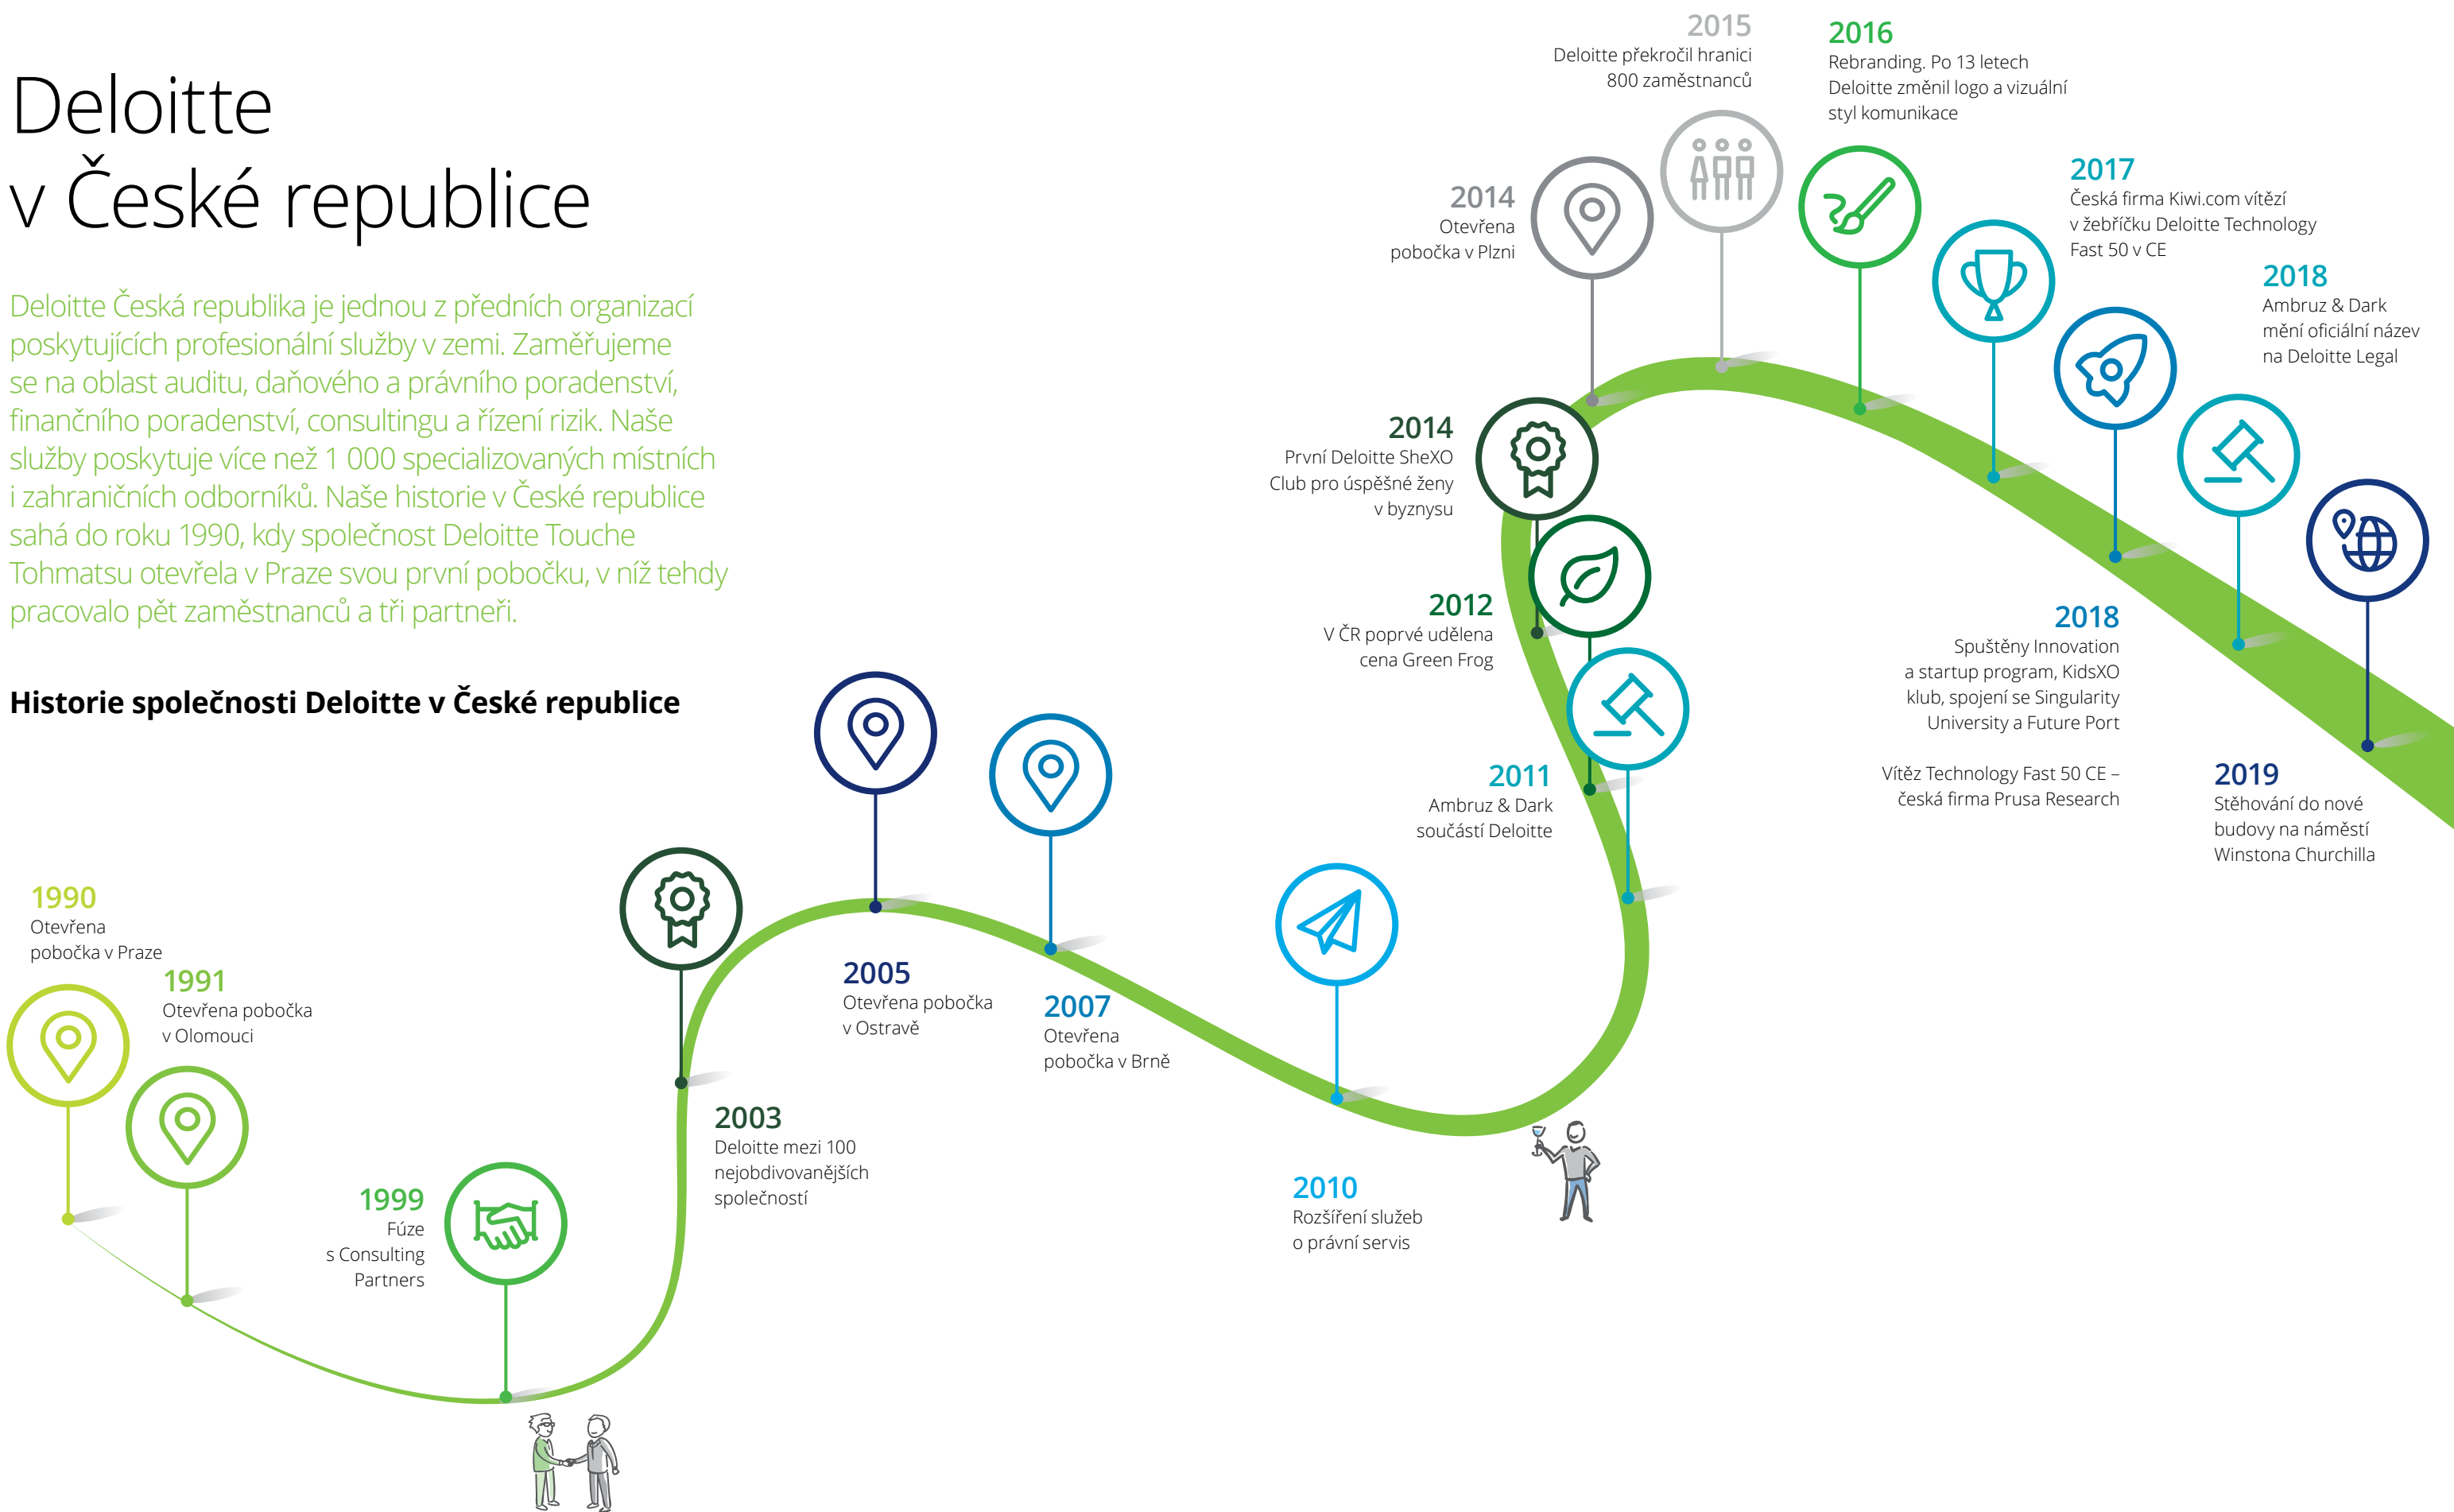 Deloitte
v České republice
Deloitte Česká republika je jednou z předních organizací
poskytujících profesionální služby v zemi. Zaměřujeme
se na oblast auditu, daňového a právního poradenství,
finančního poradenství, consultingu a řízení rizik. Naše
služby poskytuje více než 1 000 specializovaných místních
i zahraničních odborníků. Naše historie v České republice
sahá do roku 1990, kdy společnost Deloitte Touche
Tohmatsu otevřela v Praze svou první pobočku, v níž tehdy
pracovalo pět zaměstnanců a tři partneři.
Historie společnosti Deloitte v České republice
1990
Otevřena
pobočka v Praze
1991
Otevřena pobočka
v Olomouci
1999
Fúze
s Consulting
Partners
2003
Deloitte mezi 100
nejobdivovanějších
společností
2005
Otevřena pobočka
v Ostravě
2007
Otevřena
pobočka v Brně
2010
Rozšíření služeb
o právní servis
2011
Ambruz & Dark
součástí Deloitte
2012
V ČR poprvé udělena
cena Green Frog
2014
První Deloitte SheXO
Club pro úspěšné ženy
v byznysu
2014
Otevřena
pobočka v Plzni
2015
Deloitte překročil hranici
800 zaměstnanců
2016
Rebranding. Po 13 letech
Deloitte změnil logo a vizuální
styl komunikace
2017
Česká firma Kiwi.com vítězí
v žebříčku Deloitte Technology
Fast 50 v CE
2018
Spuštěny Innovation
a startup program, KidsXO
klub, spojení se Singularity
University a Future Port
Vítěz Technology Fast 50 CE –
česká firma Prusa Research
2018
Ambruz & Dark
mění oficiální název
na Deloitte Legal
2019
Stěhování do nové
budovy na náměstí
Winstona Churchilla